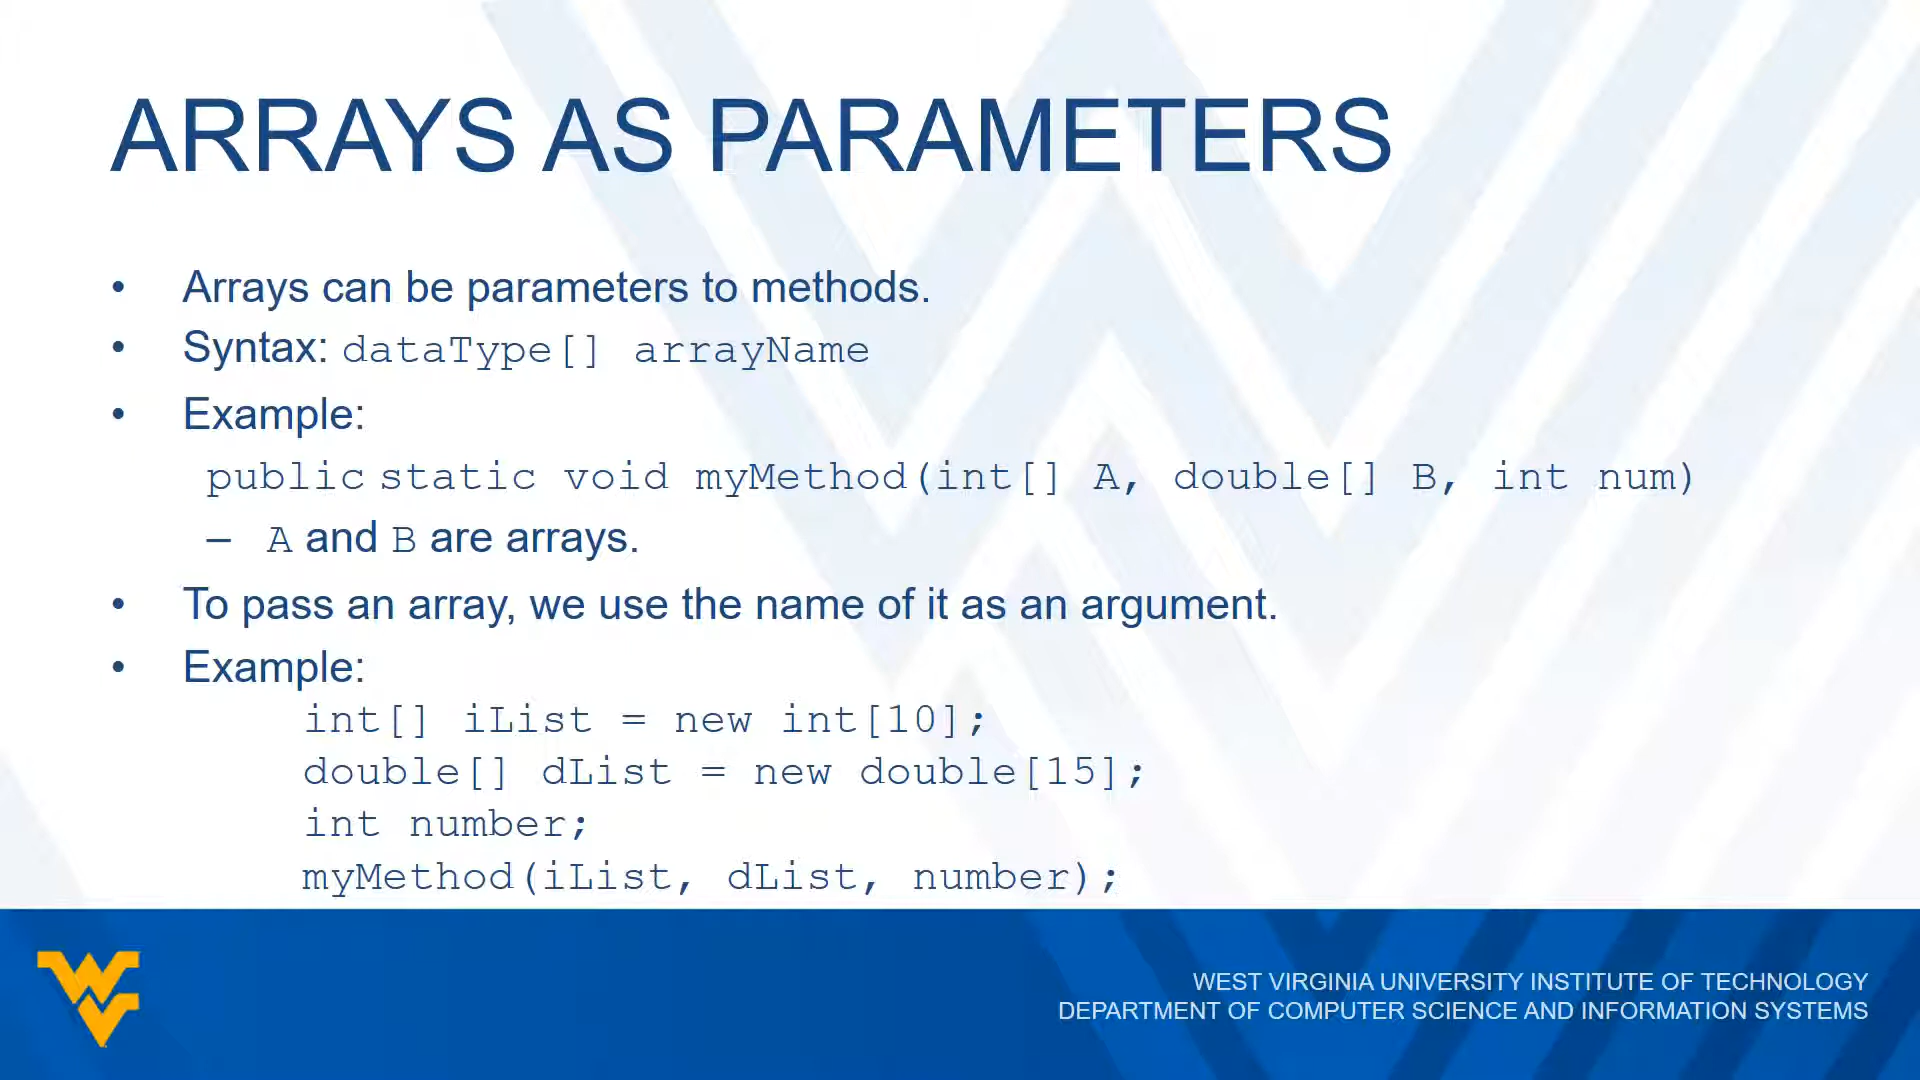 ARRAYS AS PARAMETERS
• Arrays can be parameters to methods.
• Syntax: dataType[] arrayName
• Example:
public static void myMethod(int[] A, double[] B, int num)
– A and B are arrays.
• To pass an array, we use the name of it as an argument.
• Example:
int[] iList = new int[10];
double[] dList = new double[15];
int number;
myMethod(iList, dList, number);
WEST VIRGINIA UNIVERSITY INSTITUTE OF TECHNOLOGY
DEPARTMENT OF COMPUTER SCIENCE AND INFORMATION SYSTEMS